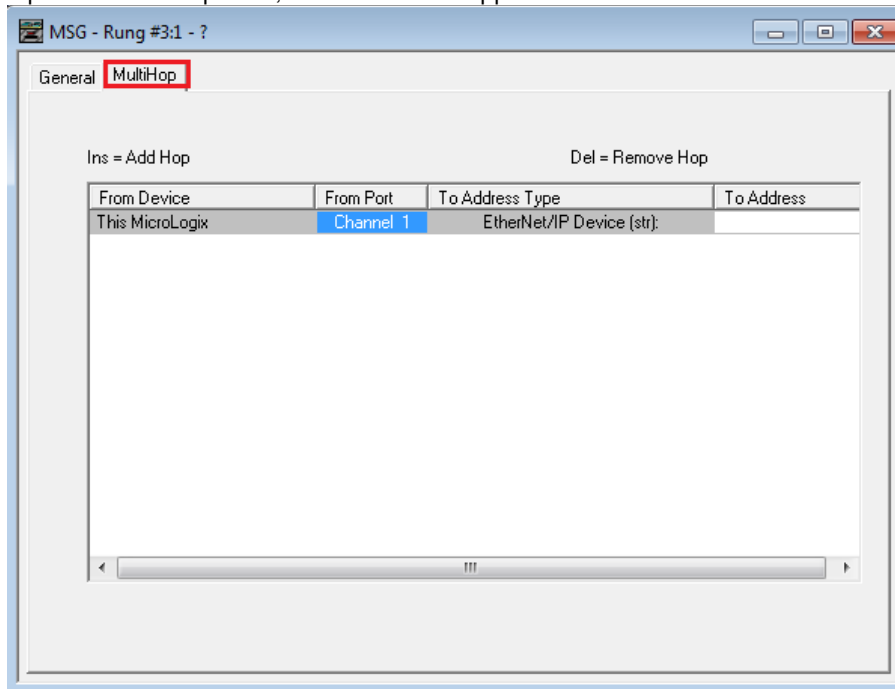 MSG - Rung #3:1 - ?
General MultiHop
Ins = Add Hop Del = Remove Hop
From Device From Port To Address Type To Address
This MicroLogix Channel 1 EtherNet/IP Device (str):